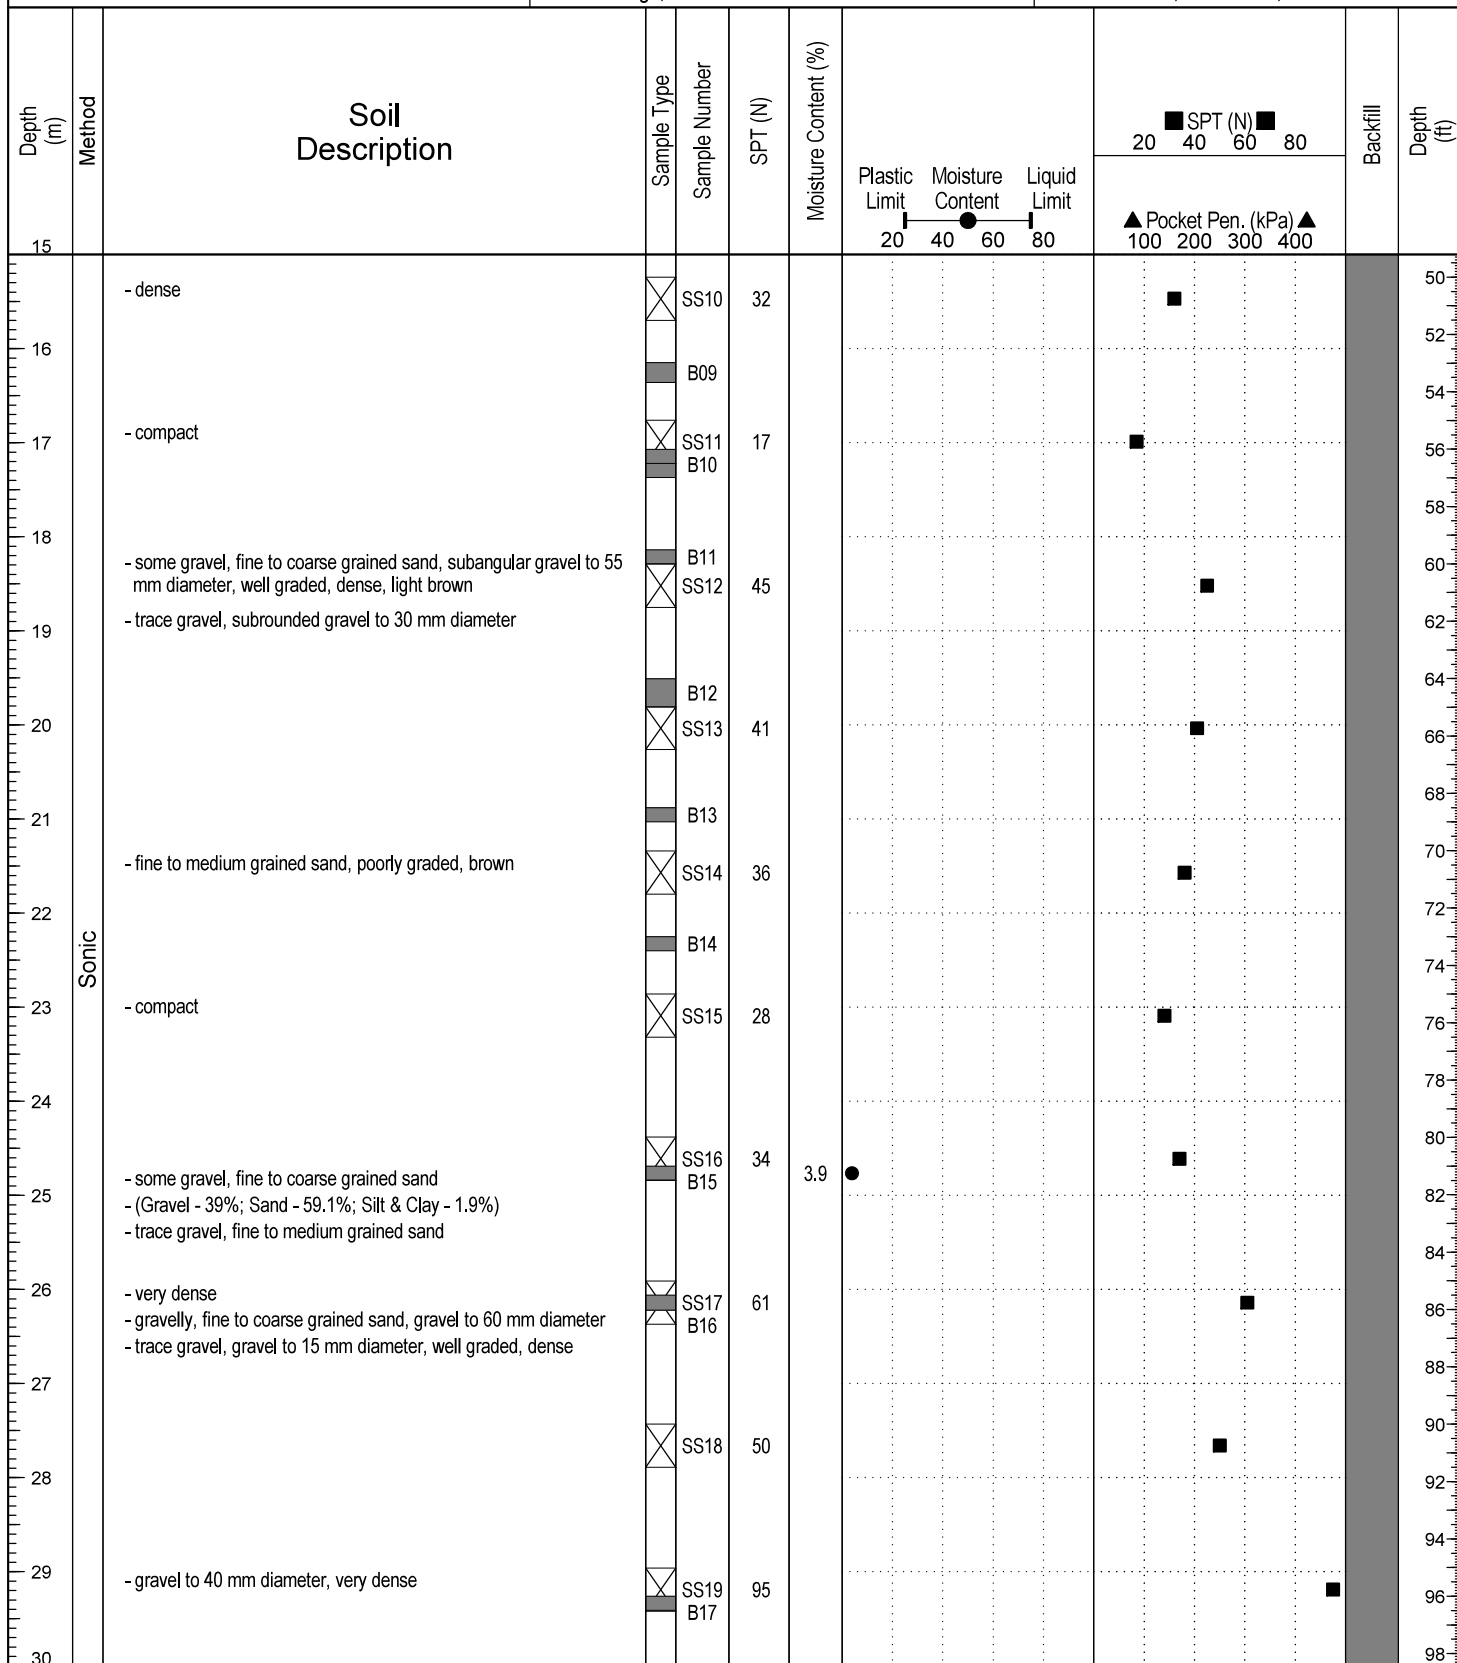 Depth (m)
Method
Soil
Description
Sample Type
Sample Number
SPT (N)
Moisture Content (%)
Plastic Limit
Moisture Content
Liquid Limit
20 40 60 80
SPT (N)
20 40 60 80
Pocket Pen. (kPa)
100 200 300 400
Backfill
Depth (ft)
15
50
- dense
SS10 32
52
16
B09
54
- compact
17
SS11 17
56
B10
58
18
- some gravel, fine to coarse grained sand, subangular gravel to 55
B11
60
mm diameter, well graded, dense, light brown
SS12 45
- trace gravel, subrounded gravel to 30 mm diameter
62
19
64
B12
20
SS13 41
66
68
21
B13
70
- fine to medium grained sand, poorly graded, brown
SS14 36
72
22
B14
Sonic
74
23
- compact
SS15 28
76
78
24
80
SS16 34
- some gravel, fine to coarse grained sand
B15
3.9
25
82
- (Gravel - 39%; Sand - 59.1%; Silt & Clay - 1.9%)
- trace gravel, fine to medium grained sand
84
26
- very dense
SS17 61
86
- gravelly, fine to coarse grained sand, gravel to 60 mm diameter
B16
- trace gravel, gravel to 15 mm diameter, well graded, dense
88
27
90
SS18 50
28
92
94
29
- gravel to 40 mm diameter, very dense
SS19 95
96
B17
30
98